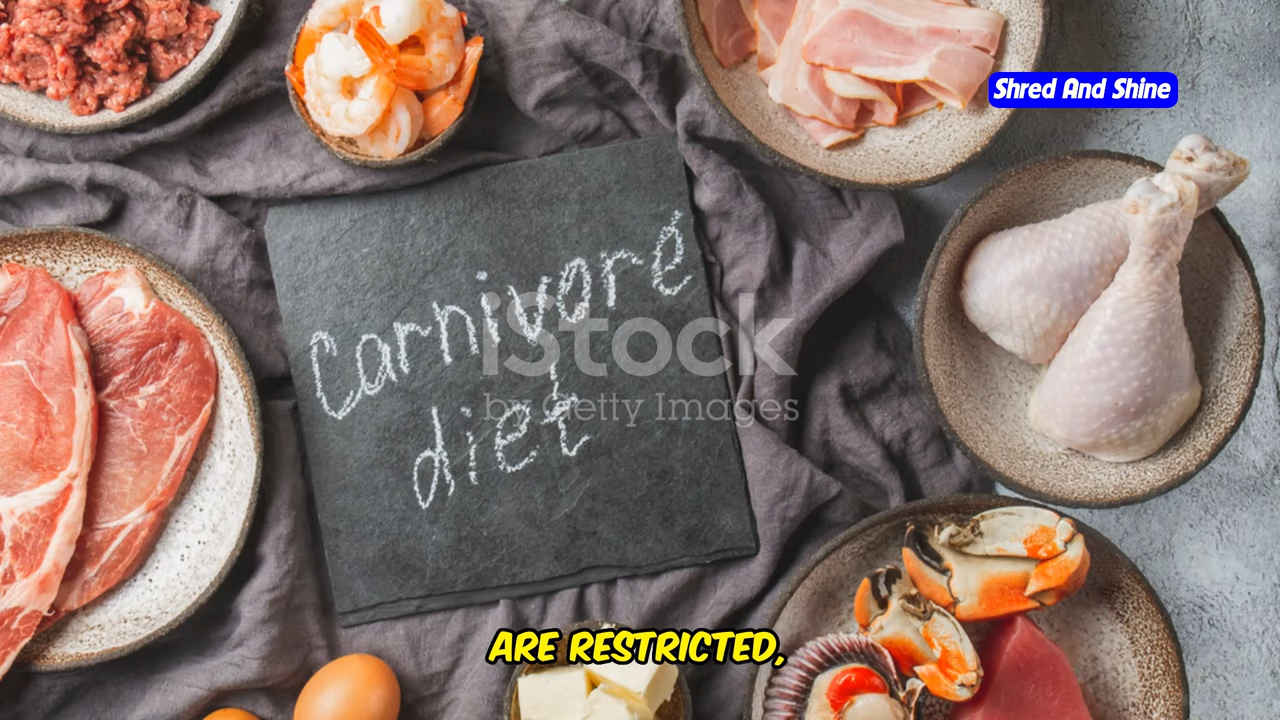 Shred And Shine
Carnivore
diet
iStock
by Getty Images
ARE RESTRICTED,